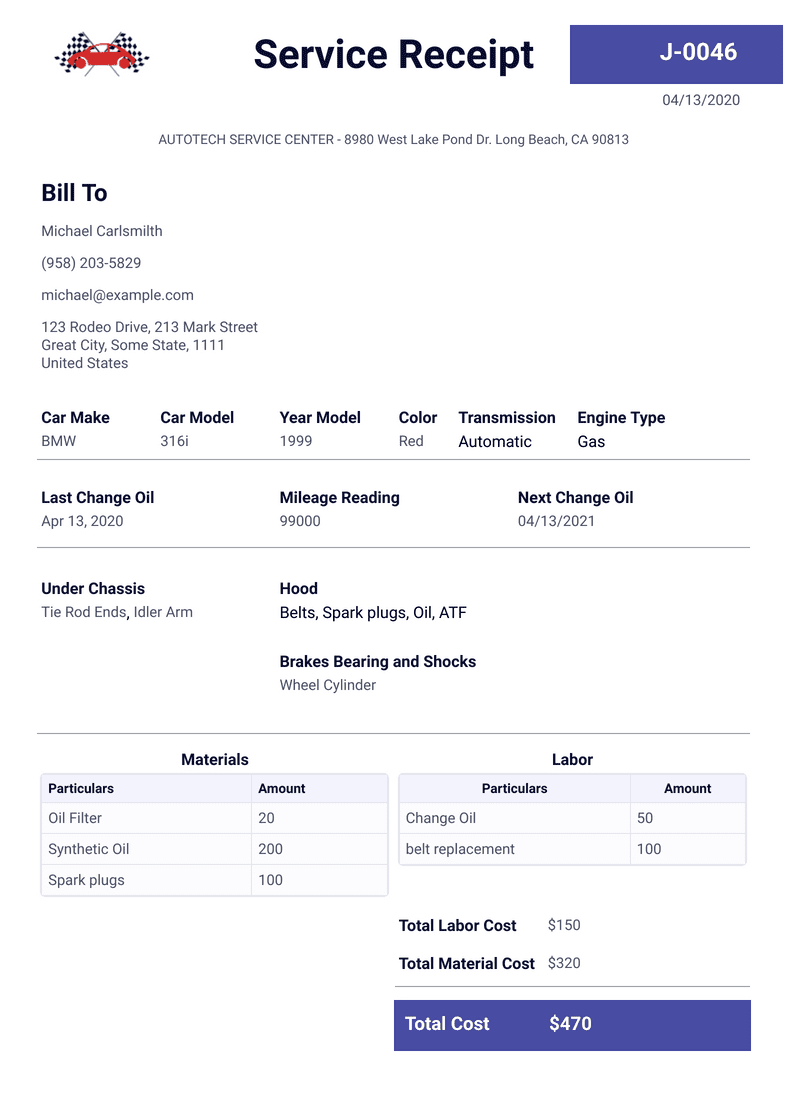 Service Receipt
J-0046
04/13/2020
AUTOTECH SERVICE CENTER - 8980 West Lake Pond Dr. Long Beach, CA 90813
Bill To
Michael Carlsmilth
(958) 203-5829
michael@example.com
123 Rodeo Drive, 213 Mark Street
Great City, Some State, 1111
United States
Car Make Car Model Year Model Color Transmission Engine Type
BMW 316i 1999 Red Automatic Gas
Last Change Oil Mileage Reading Next Change Oil
Apr 13, 2020 99000 04/13/2021
Under Chassis Hood
Tie Rod Ends, Idler Arm Belts, Spark plugs, Oil, ATF
Brakes Bearing and Shocks
Wheel Cylinder
Materials Labor
Particulars Amount Particulars Amount
Oil Filter 20 Change Oil 50
Synthetic Oil 200 belt replacement 100
Spark plugs 100
Total Labor Cost $150
Total Material Cost $320
Total Cost $470